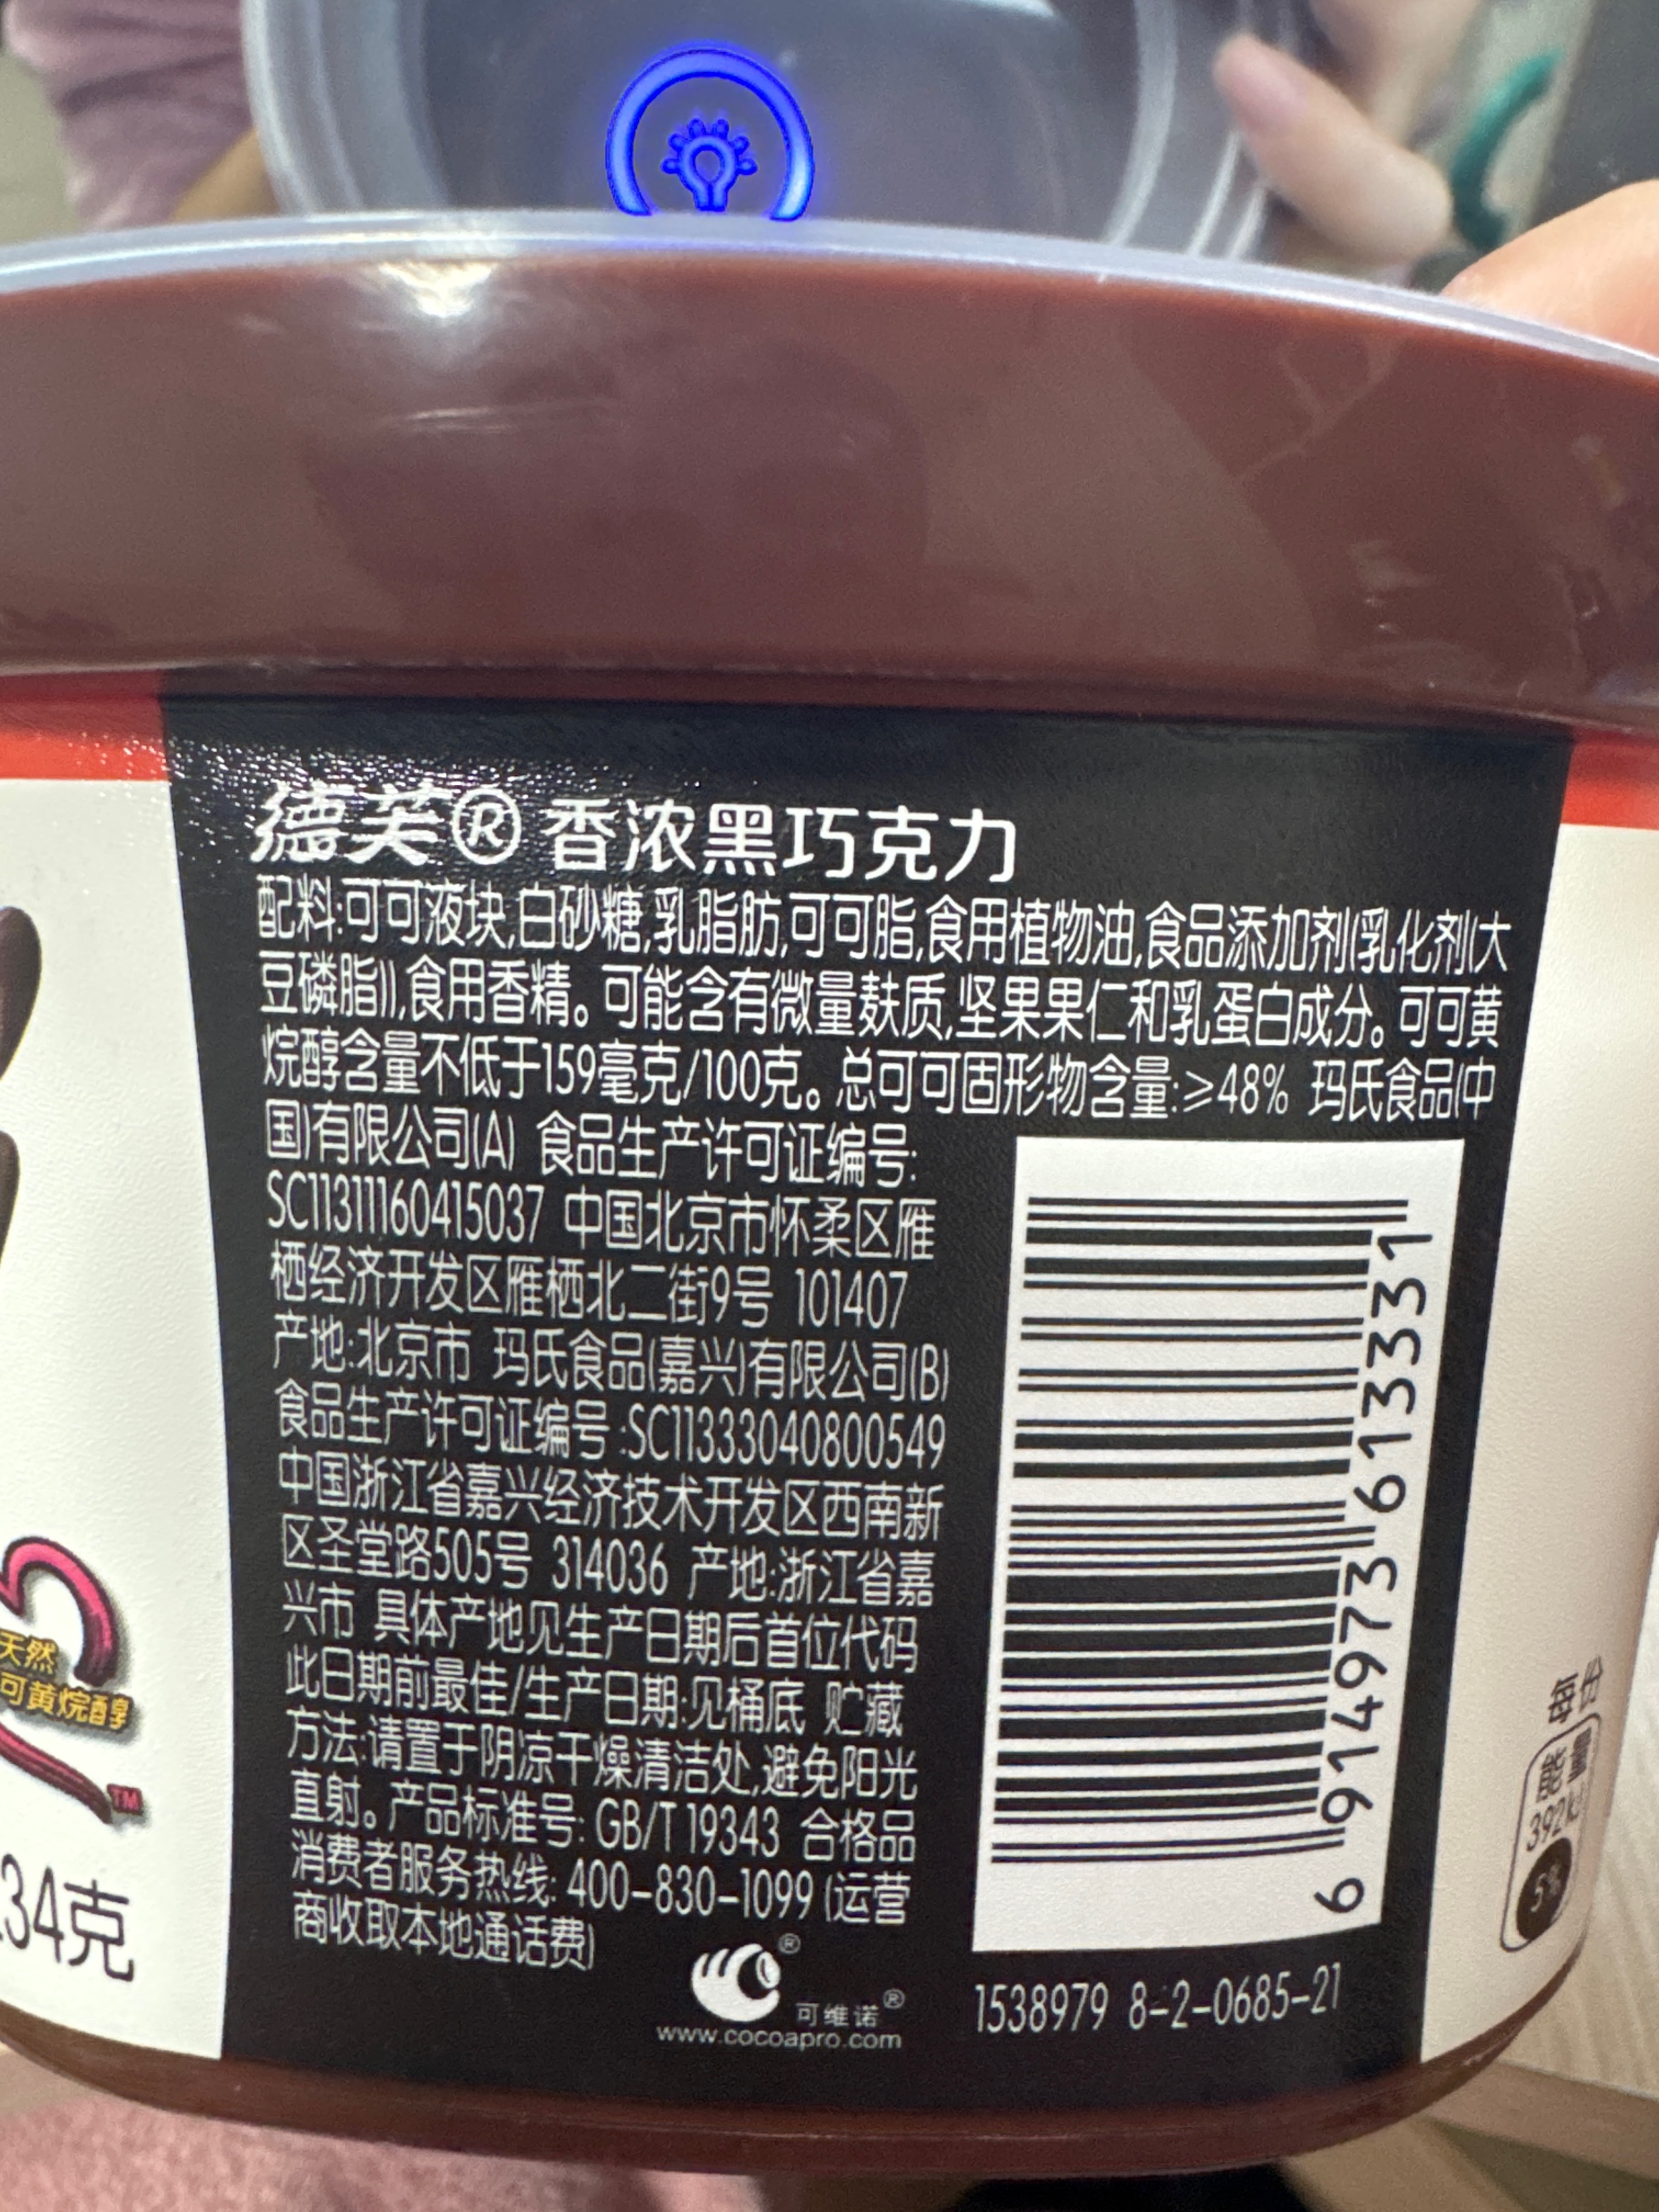 德芙® 香浓黑巧克力
配料:可可液块,白砂糖,乳脂肪,可可脂,食用植物油,食品添加剂(乳化剂(大
豆磷脂)),食用香精。可能含有微量麸质,坚果果仁和乳蛋白成分。可可黄
烷醇含量不低于159毫克/100克。总可可固形物含量:≥48% 玛氏食品(中
国)有限公司(A) 食品生产许可证编号:
SC11311160415037 中国北京市怀柔区雁
栖经济开发区雁栖北二街9号 101407
产地:北京市 玛氏食品(嘉兴)有限公司(B)
食品生产许可证编号:SC11333040800549
中国浙江省嘉兴经济技术开发区西南新
区圣堂路505号 314036 产地:浙江省嘉
兴市 具体产地见生产日期后首位代码
此日期前最佳/生产日期:见桶底 贮藏
方法:请置于阴凉干燥清洁处,避免阳光
直射。产品标准号: GB/T 19343 合格品
消费者服务热线: 400-830-1099 (运营
商收取本地通话费)
可维诺®
www.cocoapro.com
6 914973 613331
1538979 8-2-0685-21
天然
可黄烷醇
TM
34克
每份
能量
392k
5%